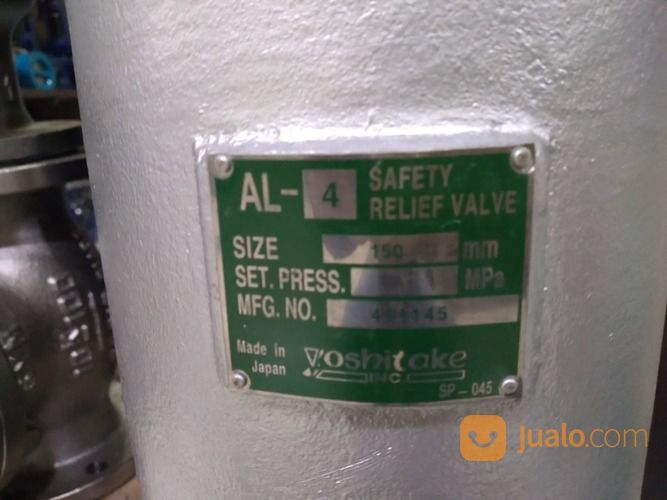 AL-4 SAFETY
RELIEF VALVE
SIZE 150 mm
SET. PRESS. MPa
MFG. NO.
Made in
Japan
Yoshitake
INC
SP-045
jualo.com